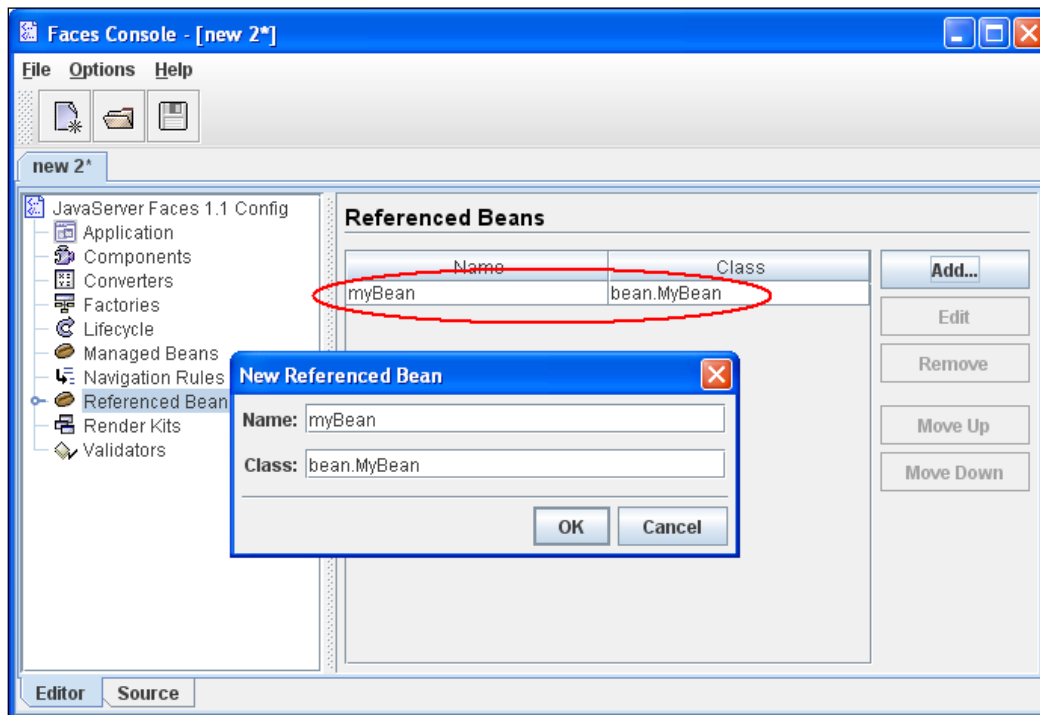 Faces Console - [new 2*]
File Options Help
new 2*
JavaServer Faces 1.1 Config
Application
Components
Converters
Factories
Lifecycle
Managed Beans
Navigation Rules
Referenced Bean
Render Kits
Validators
Referenced Beans
Name Class
myBean bean.MyBean
Add...
Edit
Remove
Move Up
Move Down
New Referenced Bean
Name: myBean
Class: bean.MyBean
OK Cancel
Editor Source